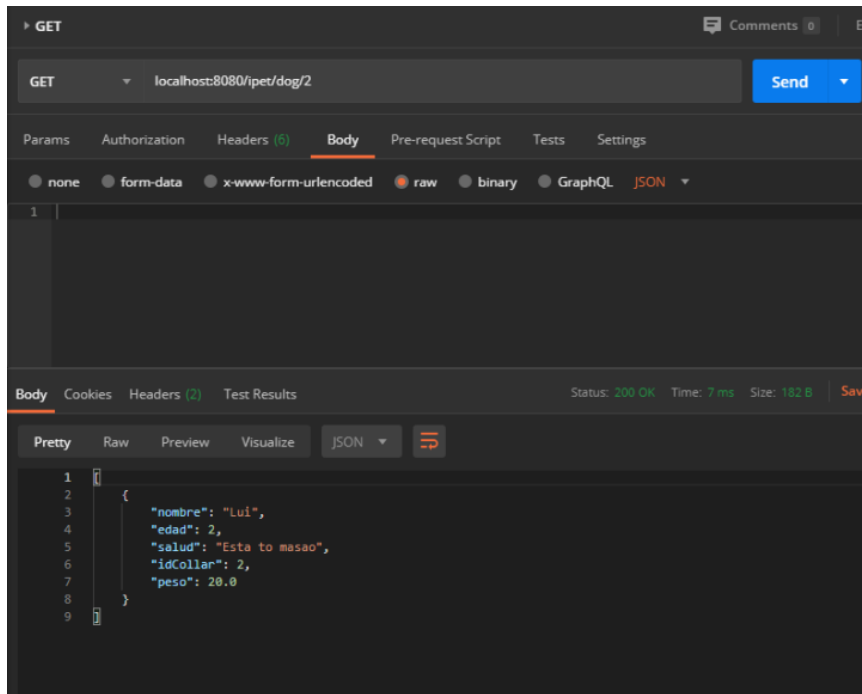 GET
Comments 0
GET localhost:8080/ipet/dog/2 Send
Params Authorization Headers (6) Body Pre-request Script Tests Settings
none form-data x-www-form-urlencoded raw binary GraphQL JSON
1
Body Cookies Headers (2) Test Results Status: 200 OK Time: 7 ms Size: 182 B Sav
Pretty Raw Preview Visualize JSON
1 [
2 {
3 "nombre": "Lui",
4 "edad": 2,
5 "salud": "Esta to masao",
6 "idCollar": 2,
7 "peso": 20.0
8 }
9 ]